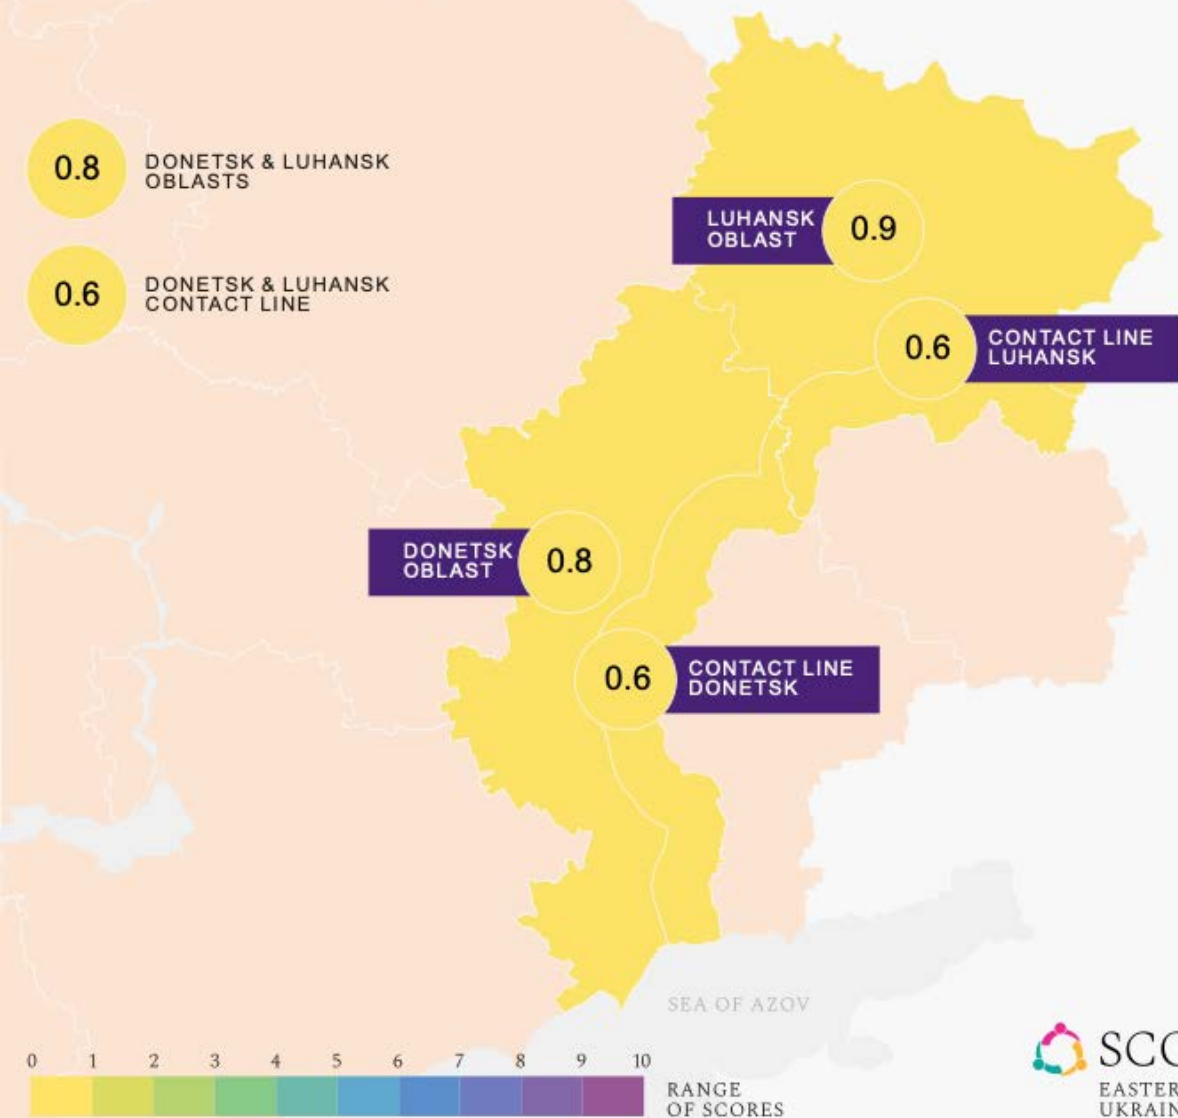 0.8
DONETSK & LUHANSK
OBLASTS
0.6
DONETSK & LUHANSK
CONTACT LINE
LUHANSK
OBLAST
0.9
0.6
CONTACT LINE
LUHANSK
DONETSK
OBLAST
0.8
0.6
CONTACT LINE
DONETSK
SEA OF AZOV
0 1 2 3 4 5 6 7 8 9 10
RANGE
OF SCORES